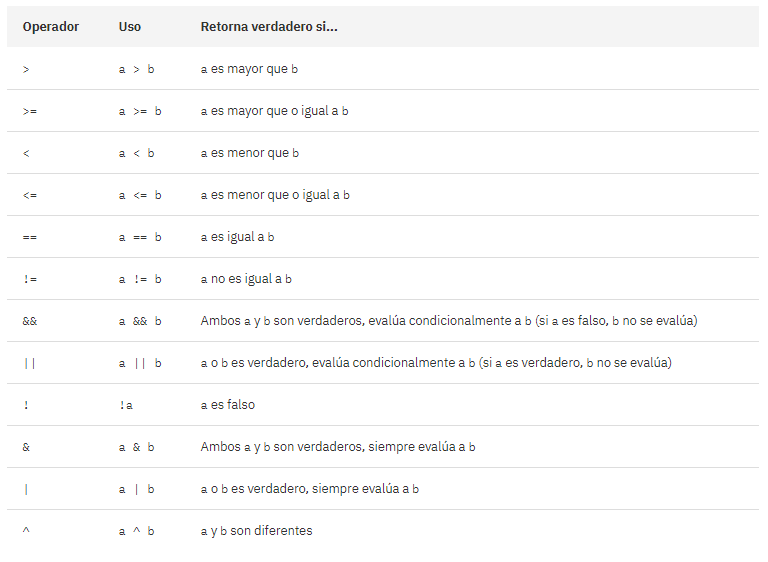 Operador Uso Retorna verdadero si...
> a > b a es mayor que b
>= a >= b a es mayor que o igual a b
< a < b a es menor que b
<= a <= b a es menor que o igual a b
== a == b a es igual a b
!= a != b a no es igual a b
&& a && b Ambos a y b son verdaderos, evalúa condicionalmente a b (si a es falso, b no se evalúa)
|| a || b a o b es verdadero, evalúa condicionalmente a b (si a es verdadero, b no se evalúa)
! !a a es falso
& a & b Ambos a y b son verdaderos, siempre evalúa a b
| a | b a o b es verdadero, siempre evalúa a b
^ a ^ b a y b son diferentes